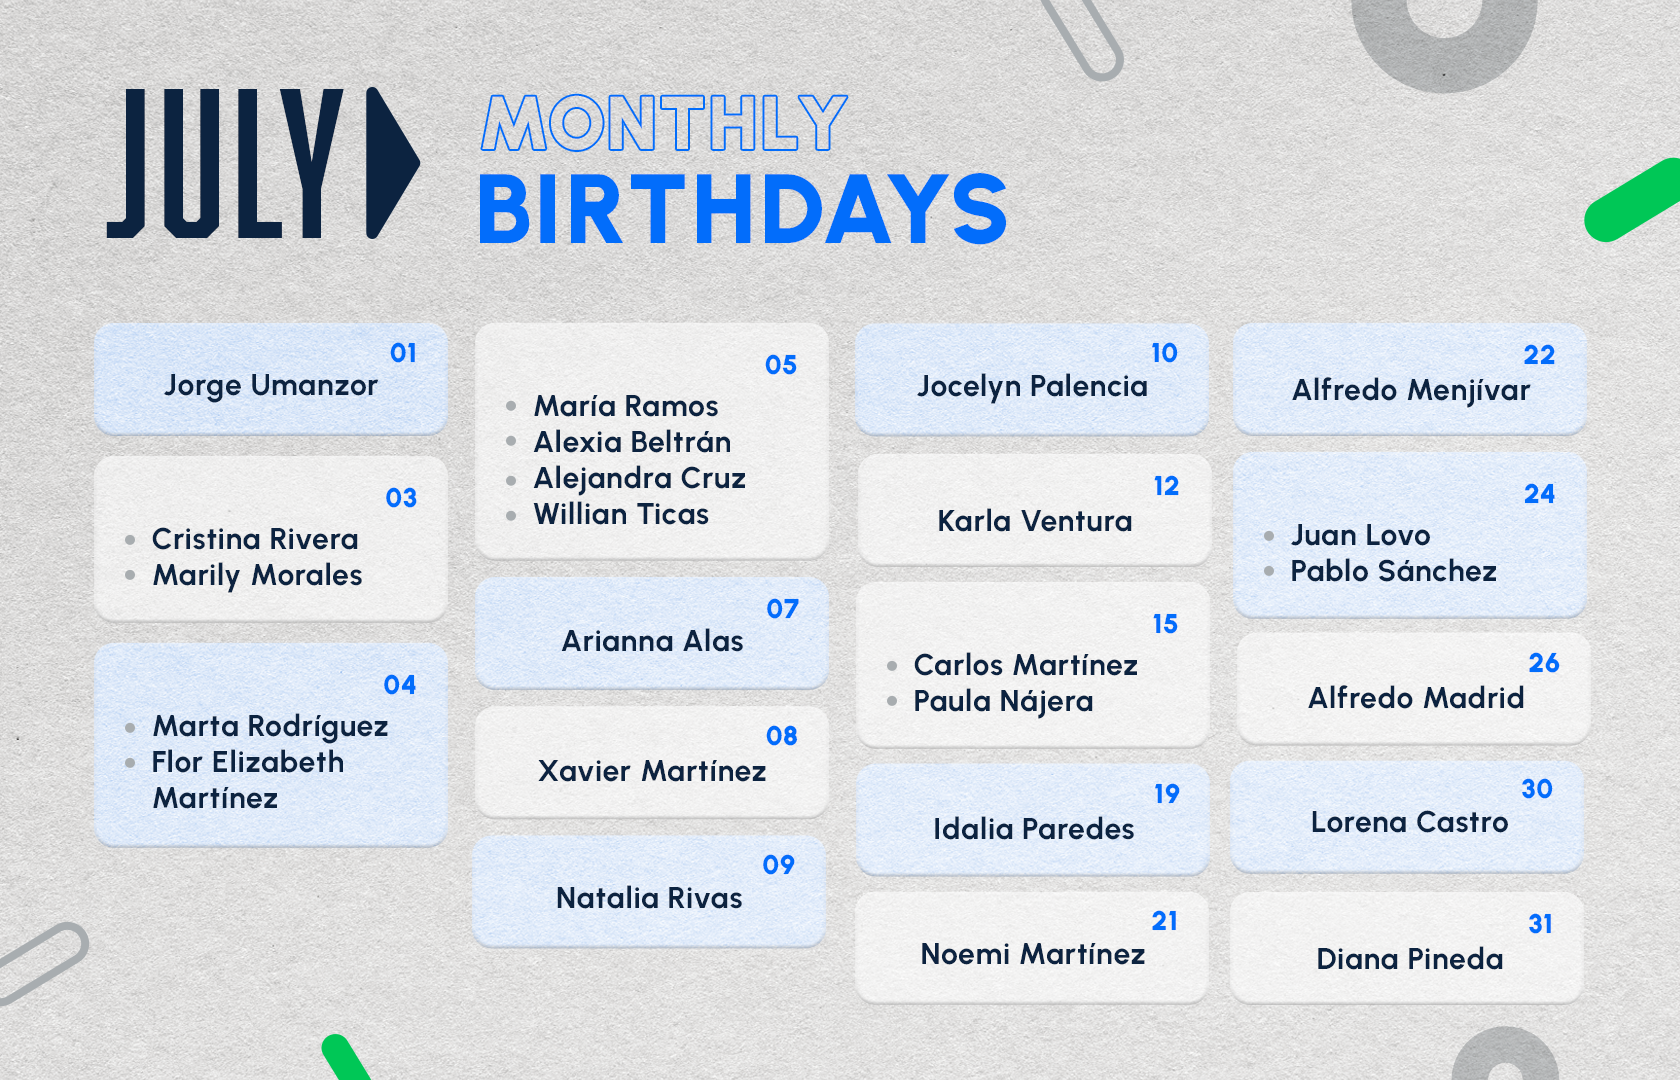 JULY
MONTHLY
BIRTHDAYS
01
Jorge Umanzor
03
Cristina Rivera
Marily Morales
04
Marta Rodríguez
Flor Elizabeth
Martínez
05
María Ramos
Alexia Beltrán
Alejandra Cruz
Willian Ticas
07
Arianna Alas
08
Xavier Martínez
09
Natalia Rivas
10
Jocelyn Palencia
12
Karla Ventura
15
Carlos Martínez
Paula Nájera
19
Idalia Paredes
21
Noemi Martínez
22
Alfredo Menjívar
24
Juan Lovo
Pablo Sánchez
26
Alfredo Madrid
30
Lorena Castro
31
Diana Pineda